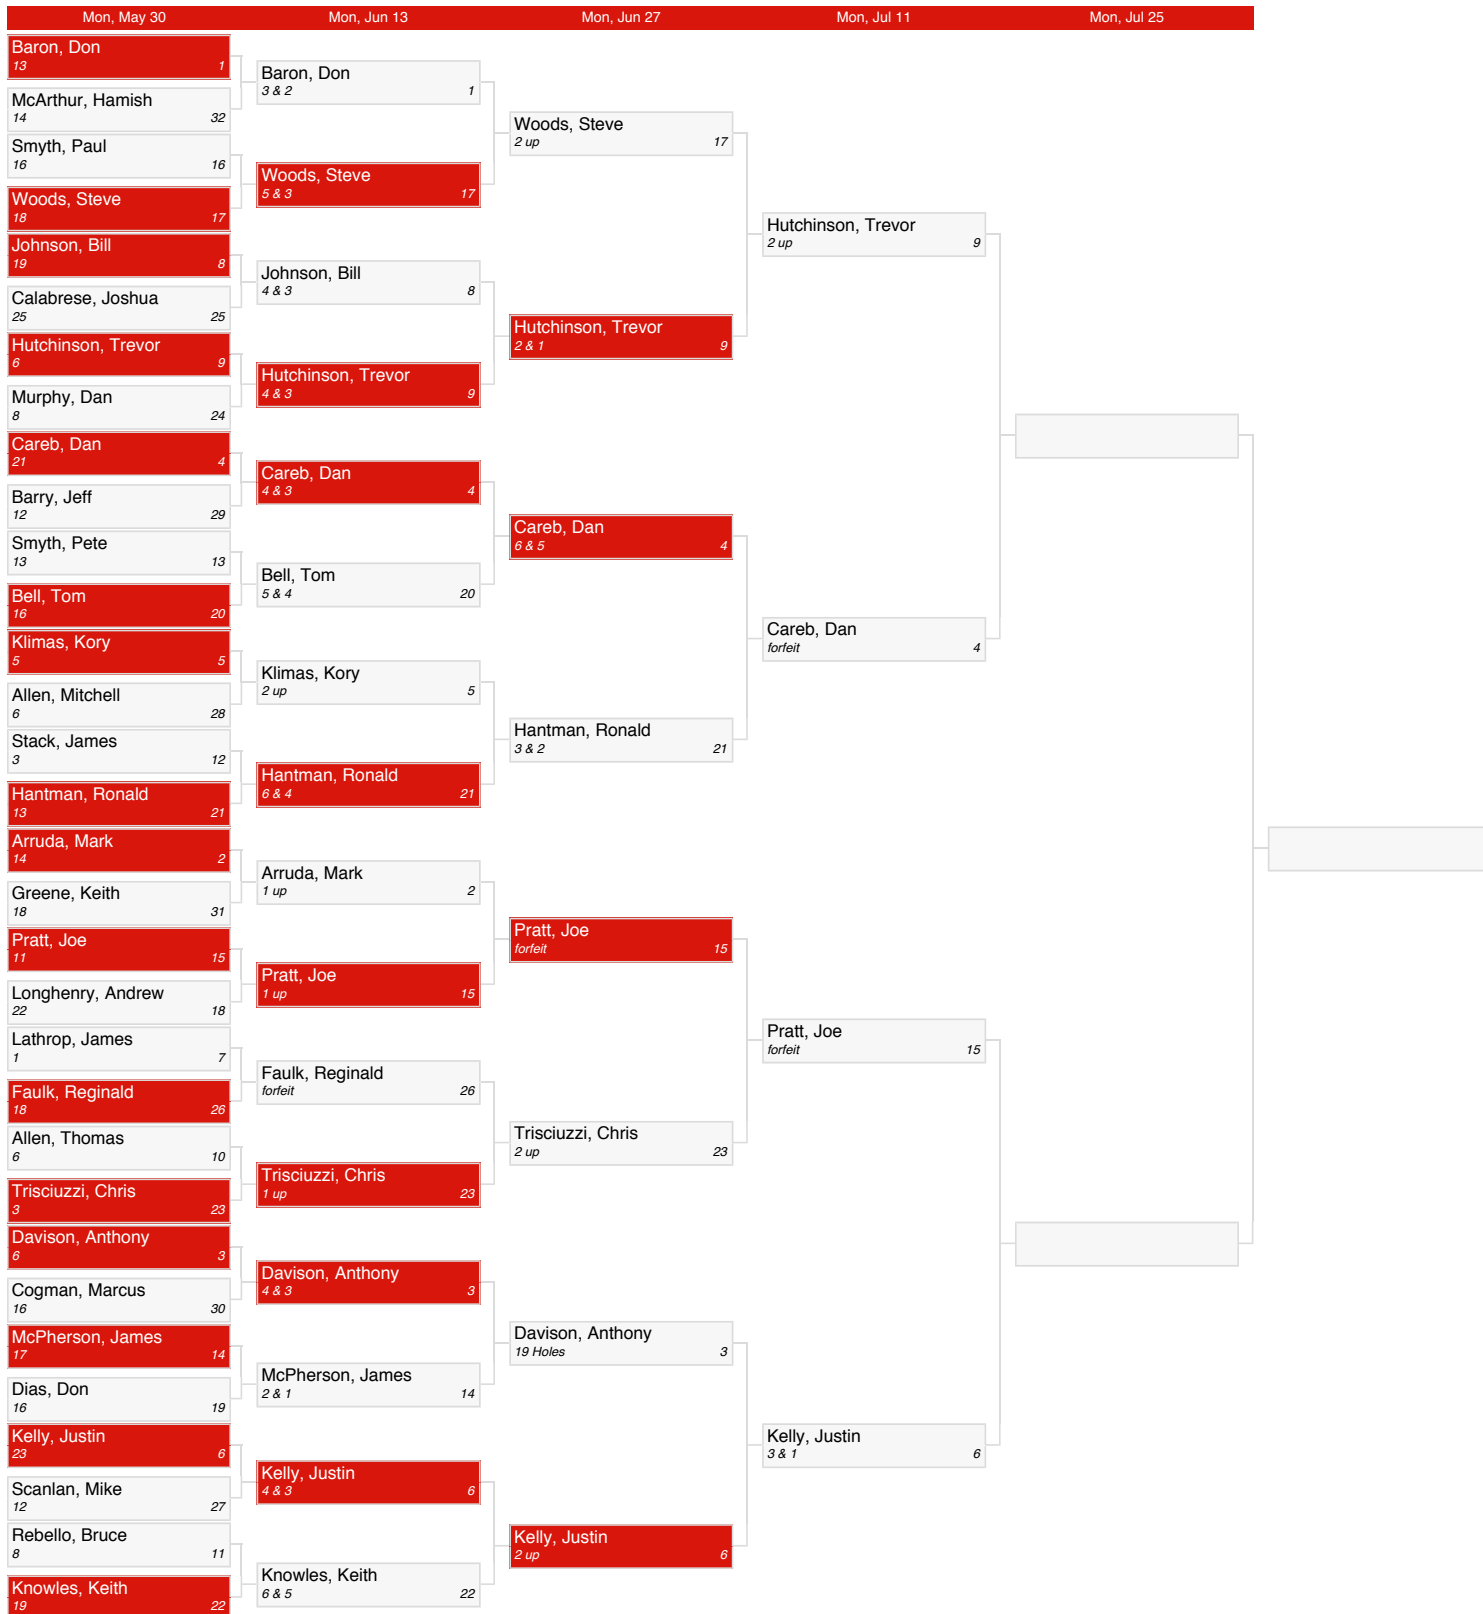 Mon, May 30 Mon, Jun 13 Mon, Jun 27 Mon, Jul 11 Mon, Jul 25
Baron, Don
13 1
McArthur, Hamish
14 32
Smyth, Paul
16 16
Woods, Steve
18 17
Johnson, Bill
19 8
Calabrese, Joshua
25 25
Hutchinson, Trevor
6 9
Murphy, Dan
8 24
Careb, Dan
21 4
Barry, Jeff
12 29
Smyth, Pete
13 13
Bell, Tom
16 20
Klimas, Kory
5 5
Allen, Mitchell
6 28
Stack, James
3 12
Hantman, Ronald
13 21
Arruda, Mark
14 2
Greene, Keith
18 31
Pratt, Joe
11 15
Longhenry, Andrew
22 18
Lathrop, James
1 7
Faulk, Reginald
18 26
Allen, Thomas
6 10
Trisciuzzi, Chris
3 23
Davison, Anthony
6 3
Cogman, Marcus
16 30
McPherson, James
17 14
Dias, Don
16 19
Kelly, Justin
23 6
Scanlan, Mike
12 27
Rebello, Bruce
8 11
Knowles, Keith
19 22
Baron, Don
3 & 2 1
Woods, Steve
5 & 3 17
Johnson, Bill
4 & 3 8
Hutchinson, Trevor
4 & 3 9
Careb, Dan
4 & 3 4
Bell, Tom
5 & 4 20
Klimas, Kory
2 up 5
Hantman, Ronald
6 & 4 21
Arruda, Mark
1 up 2
Pratt, Joe
1 up 15
Faulk, Reginald
forfeit 26
Trisciuzzi, Chris
1 up 23
Davison, Anthony
4 & 3 3
McPherson, James
2 & 1 14
Kelly, Justin
4 & 3 6
Knowles, Keith
6 & 5 22
Woods, Steve
2 up 17
Hutchinson, Trevor
2 & 1 9
Careb, Dan
6 & 5 4
Hantman, Ronald
3 & 2 21
Pratt, Joe
forfeit 15
Trisciuzzi, Chris
2 up 23
Davison, Anthony
19 Holes 3
Kelly, Justin
2 up 6
Hutchinson, Trevor
2 up 9
Careb, Dan
forfeit 4
Pratt, Joe
forfeit 15
Kelly, Justin
3 & 1 6